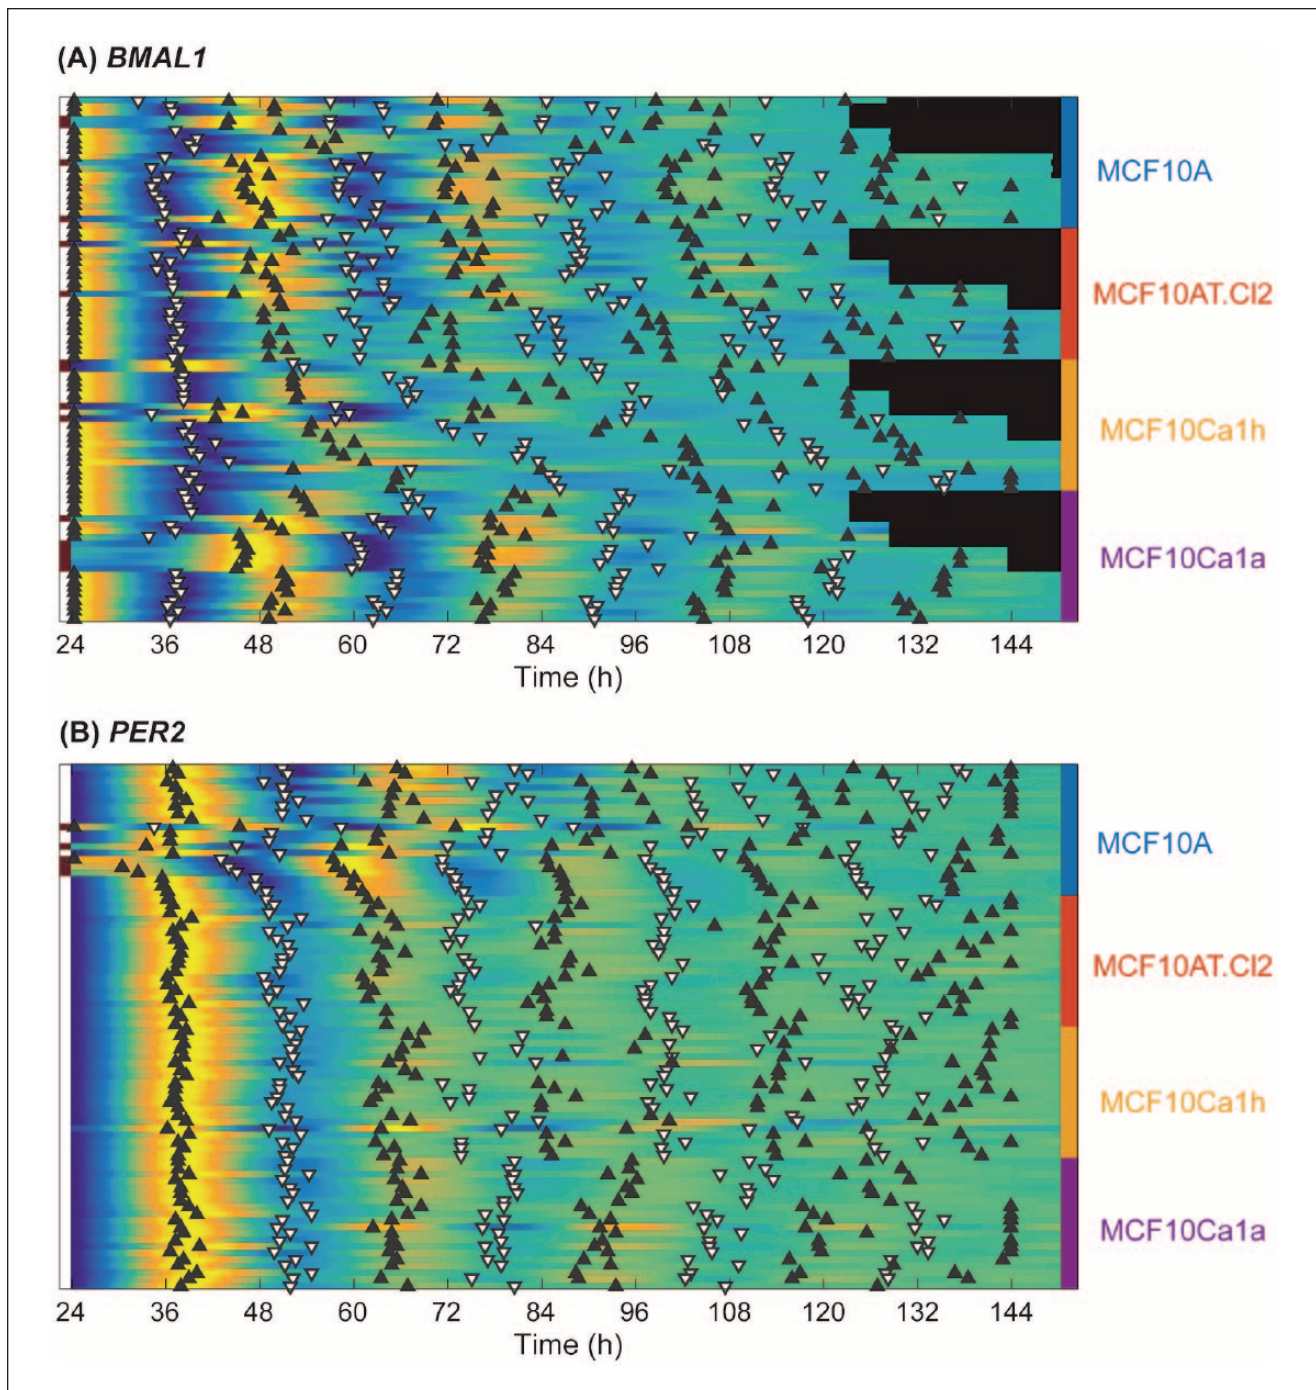 (A) BMAL1
MCF10A
MCF10AT.Cl2
MCF10Ca1h
MCF10Ca1a
24 36 48 60 72 84 96 108 120 132 144
Time (h)
(B) PER2
MCF10A
MCF10AT.Cl2
MCF10Ca1h
MCF10Ca1a
24 36 48 60 72 84 96 108 120 132 144
Time (h)